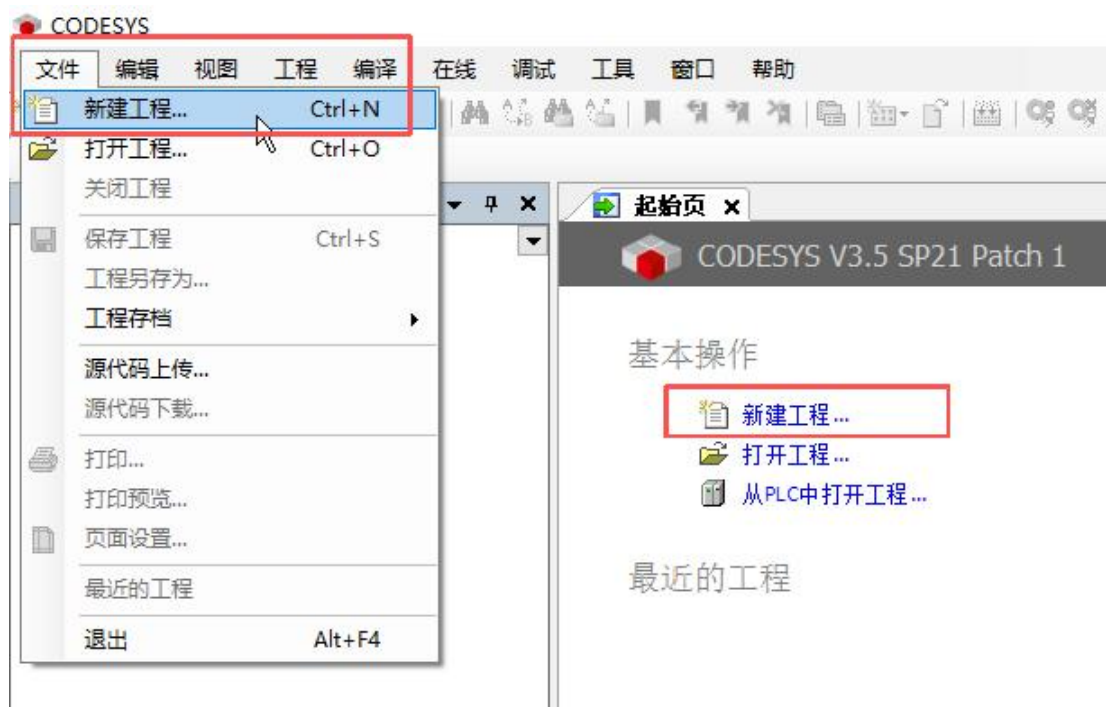 CODESYS
文件 编辑 视图 工程 编译 在线 调试 工具 窗口 帮助
新建工程... Ctrl+N
打开工程... Ctrl+O
关闭工程
保存工程 Ctrl+S
工程另存为...
工程存档
源代码上传...
源代码下载...
打印...
打印预览...
页面设置...
最近的工程
退出 Alt+F4
起始页
CODESYS V3.5 SP21 Patch 1
基本操作
新建工程...
打开工程...
从PLC中打开工程...
最近的工程